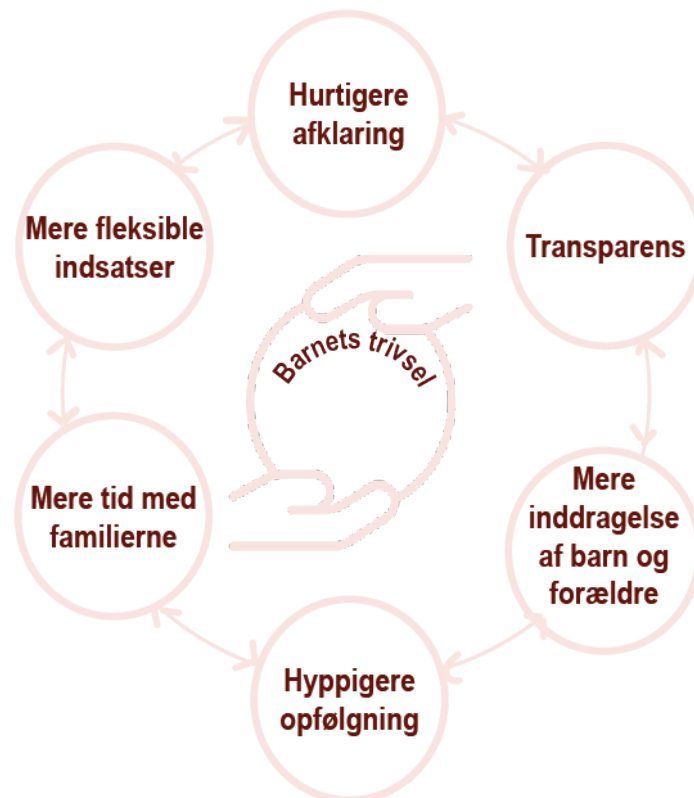 Hurtigere
afklaring
Transparens
Mere
inddragelse
af barn og
forældre
Hyppigere
opfølgning
Mere tid med
familierne
Mere fleksible
indsatser
Barnets trivsel